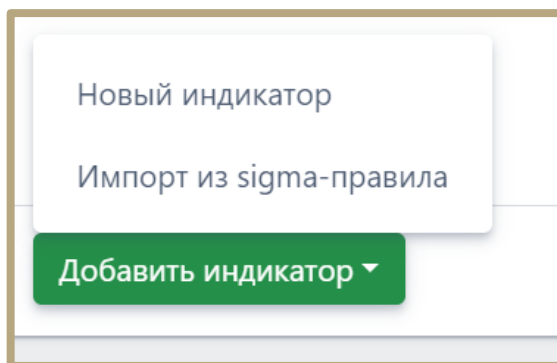 Новый индикатор
Импорт из sigma-правила
Добавить индикатор